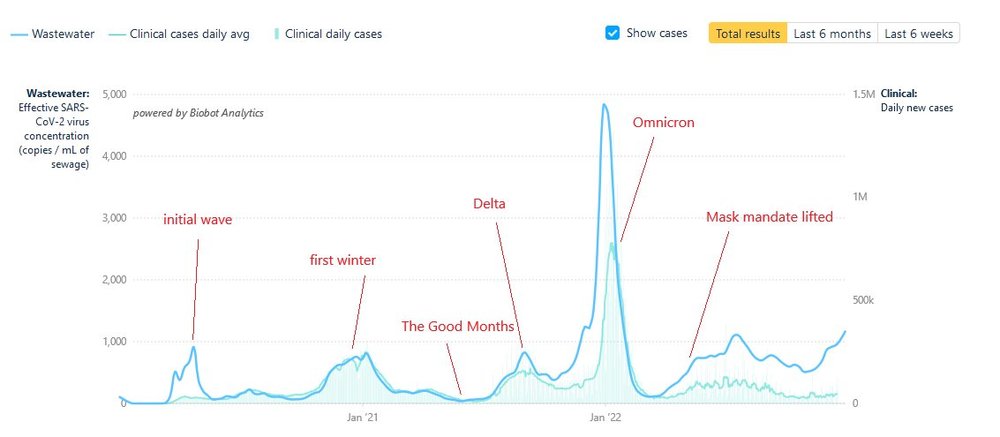 Wastewater
Clinical cases daily avg
Clinical daily cases
Show cases
Total results
Last 6 months
Last 6 weeks
Wastewater:
Effective SARS-
CoV-2 virus
concentration
(copies / mL of
sewage)
5,000
powered by Biobot Analytics
1.5M
Clinical:
Daily new cases
Omnicron
4,000
1M
Delta
3,000
initial wave
Mask mandate lifted
first winter
2,000
500k
The Good Months
1,000
0
0
Jan '21
Jan '22